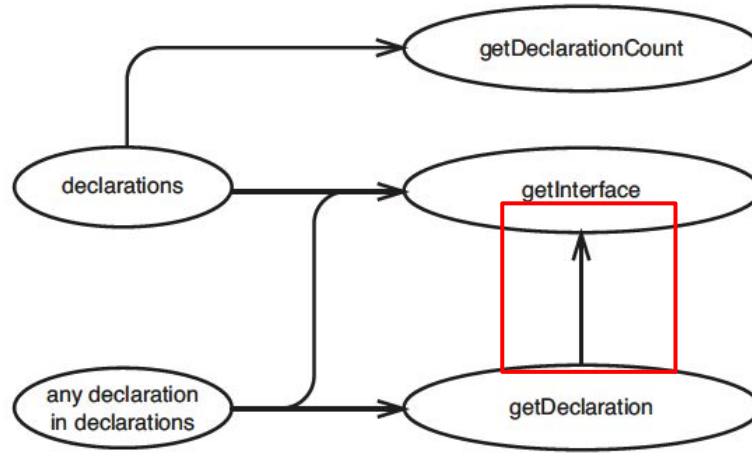 getDeclarationCount
declarations
getInterface
any declaration
in declarations
getDeclaration